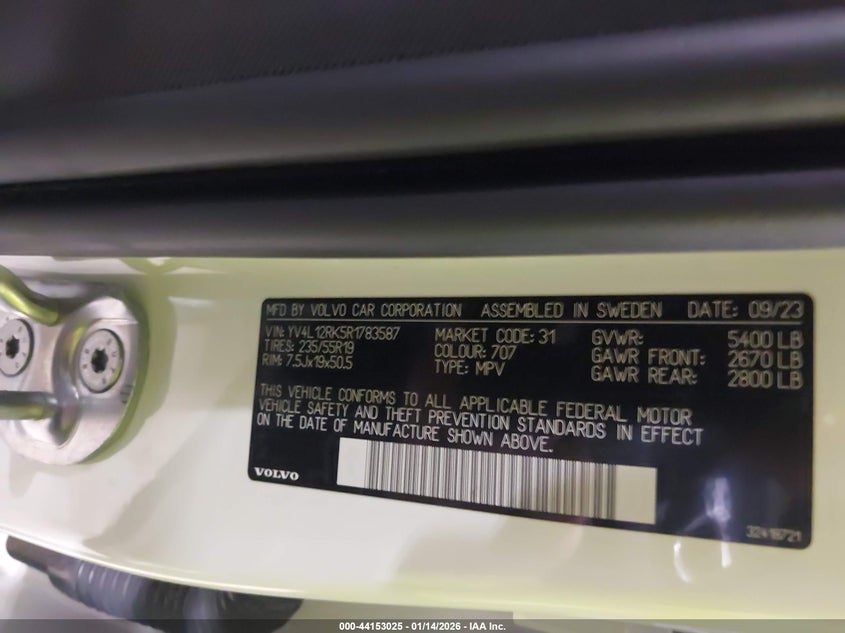 MFD BY VOLVO CAR CORPORATION ASSEMBLED IN SWEDEN DATE: 09/23
VIN: YV4L12RK5R1783587 MARKET CODE: 31 GVWR: 5400 LB
TIRES: 235/55R19 COLOUR: 707 GAWR FRONT: 2670 LB
RIM: 7.5Jx19x50.5 TYPE: MPV GAWR REAR: 2800 LB
THIS VEHICLE CONFORMS TO ALL APPLICABLE FEDERAL MOTOR
VEHICLE SAFETY AND THEFT PREVENTION STANDARDS IN EFFECT
ON THE DATE OF MANUFACTURE SHOWN ABOVE.
VOLVO
32418721
000-44153025 - 01/14/2026 - IAA Inc.